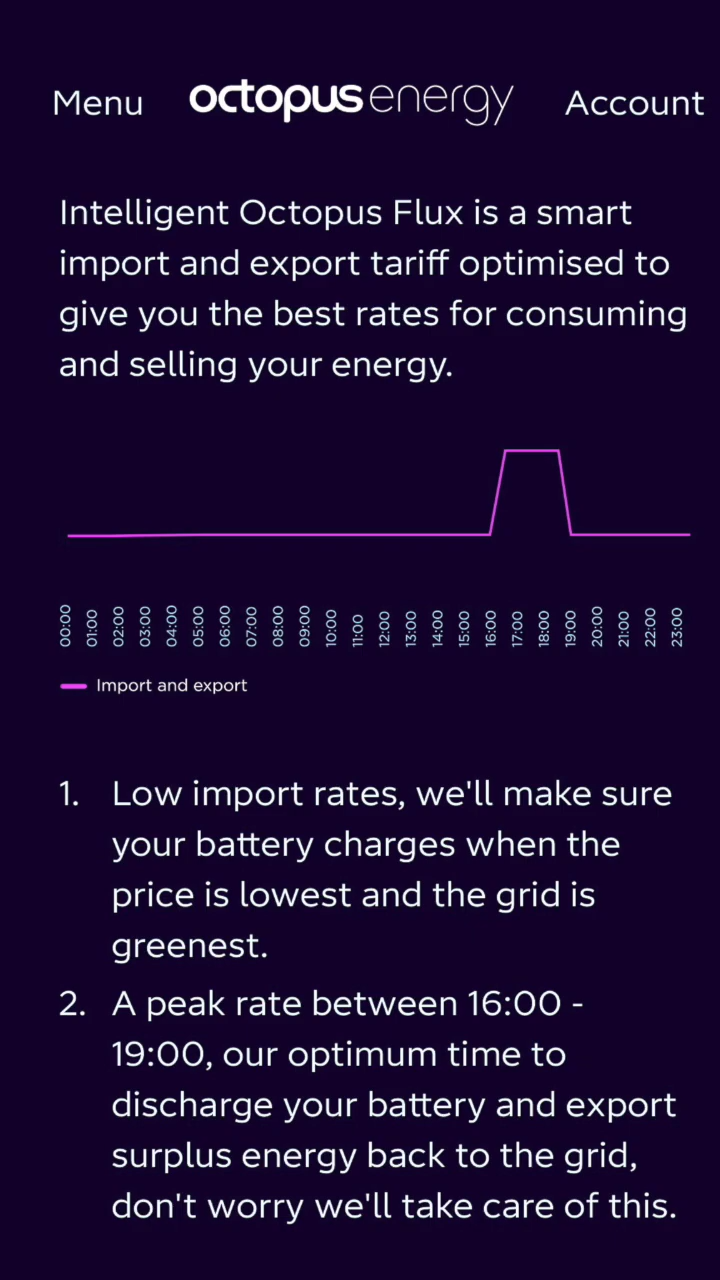 Menu octopus energy Account
Intelligent Octopus Flux is a smart
import and export tariff optimised to
give you the best rates for consuming
and selling your energy.
00:00 01:00 02:00 03:00 04:00 05:00 06:00 07:00 08:00 09:00 10:00 11:00 12:00 13:00 14:00 15:00 16:00 17:00 18:00 19:00 20:00 21:00 22:00 23:00
Import and export
1. Low import rates, we'll make sure
your battery charges when the
price is lowest and the grid is
greenest.
2. A peak rate between 16:00 -
19:00, our optimum time to
discharge your battery and export
surplus energy back to the grid,
don't worry we'll take care of this.